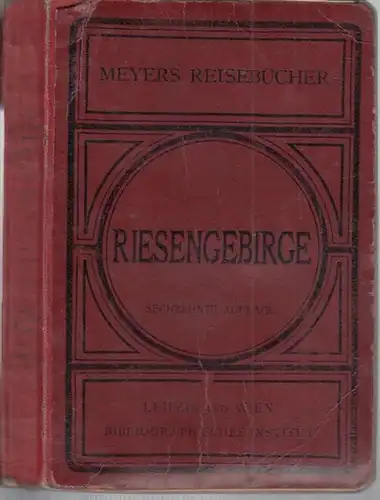 MEYERS REISEBÜCHER
RIESENGEBIRGE
SECHZEHNTE AUFLAGE
LEIPZIG UND WIEN
BIBLIOGRAPHISCHES INSTITUT